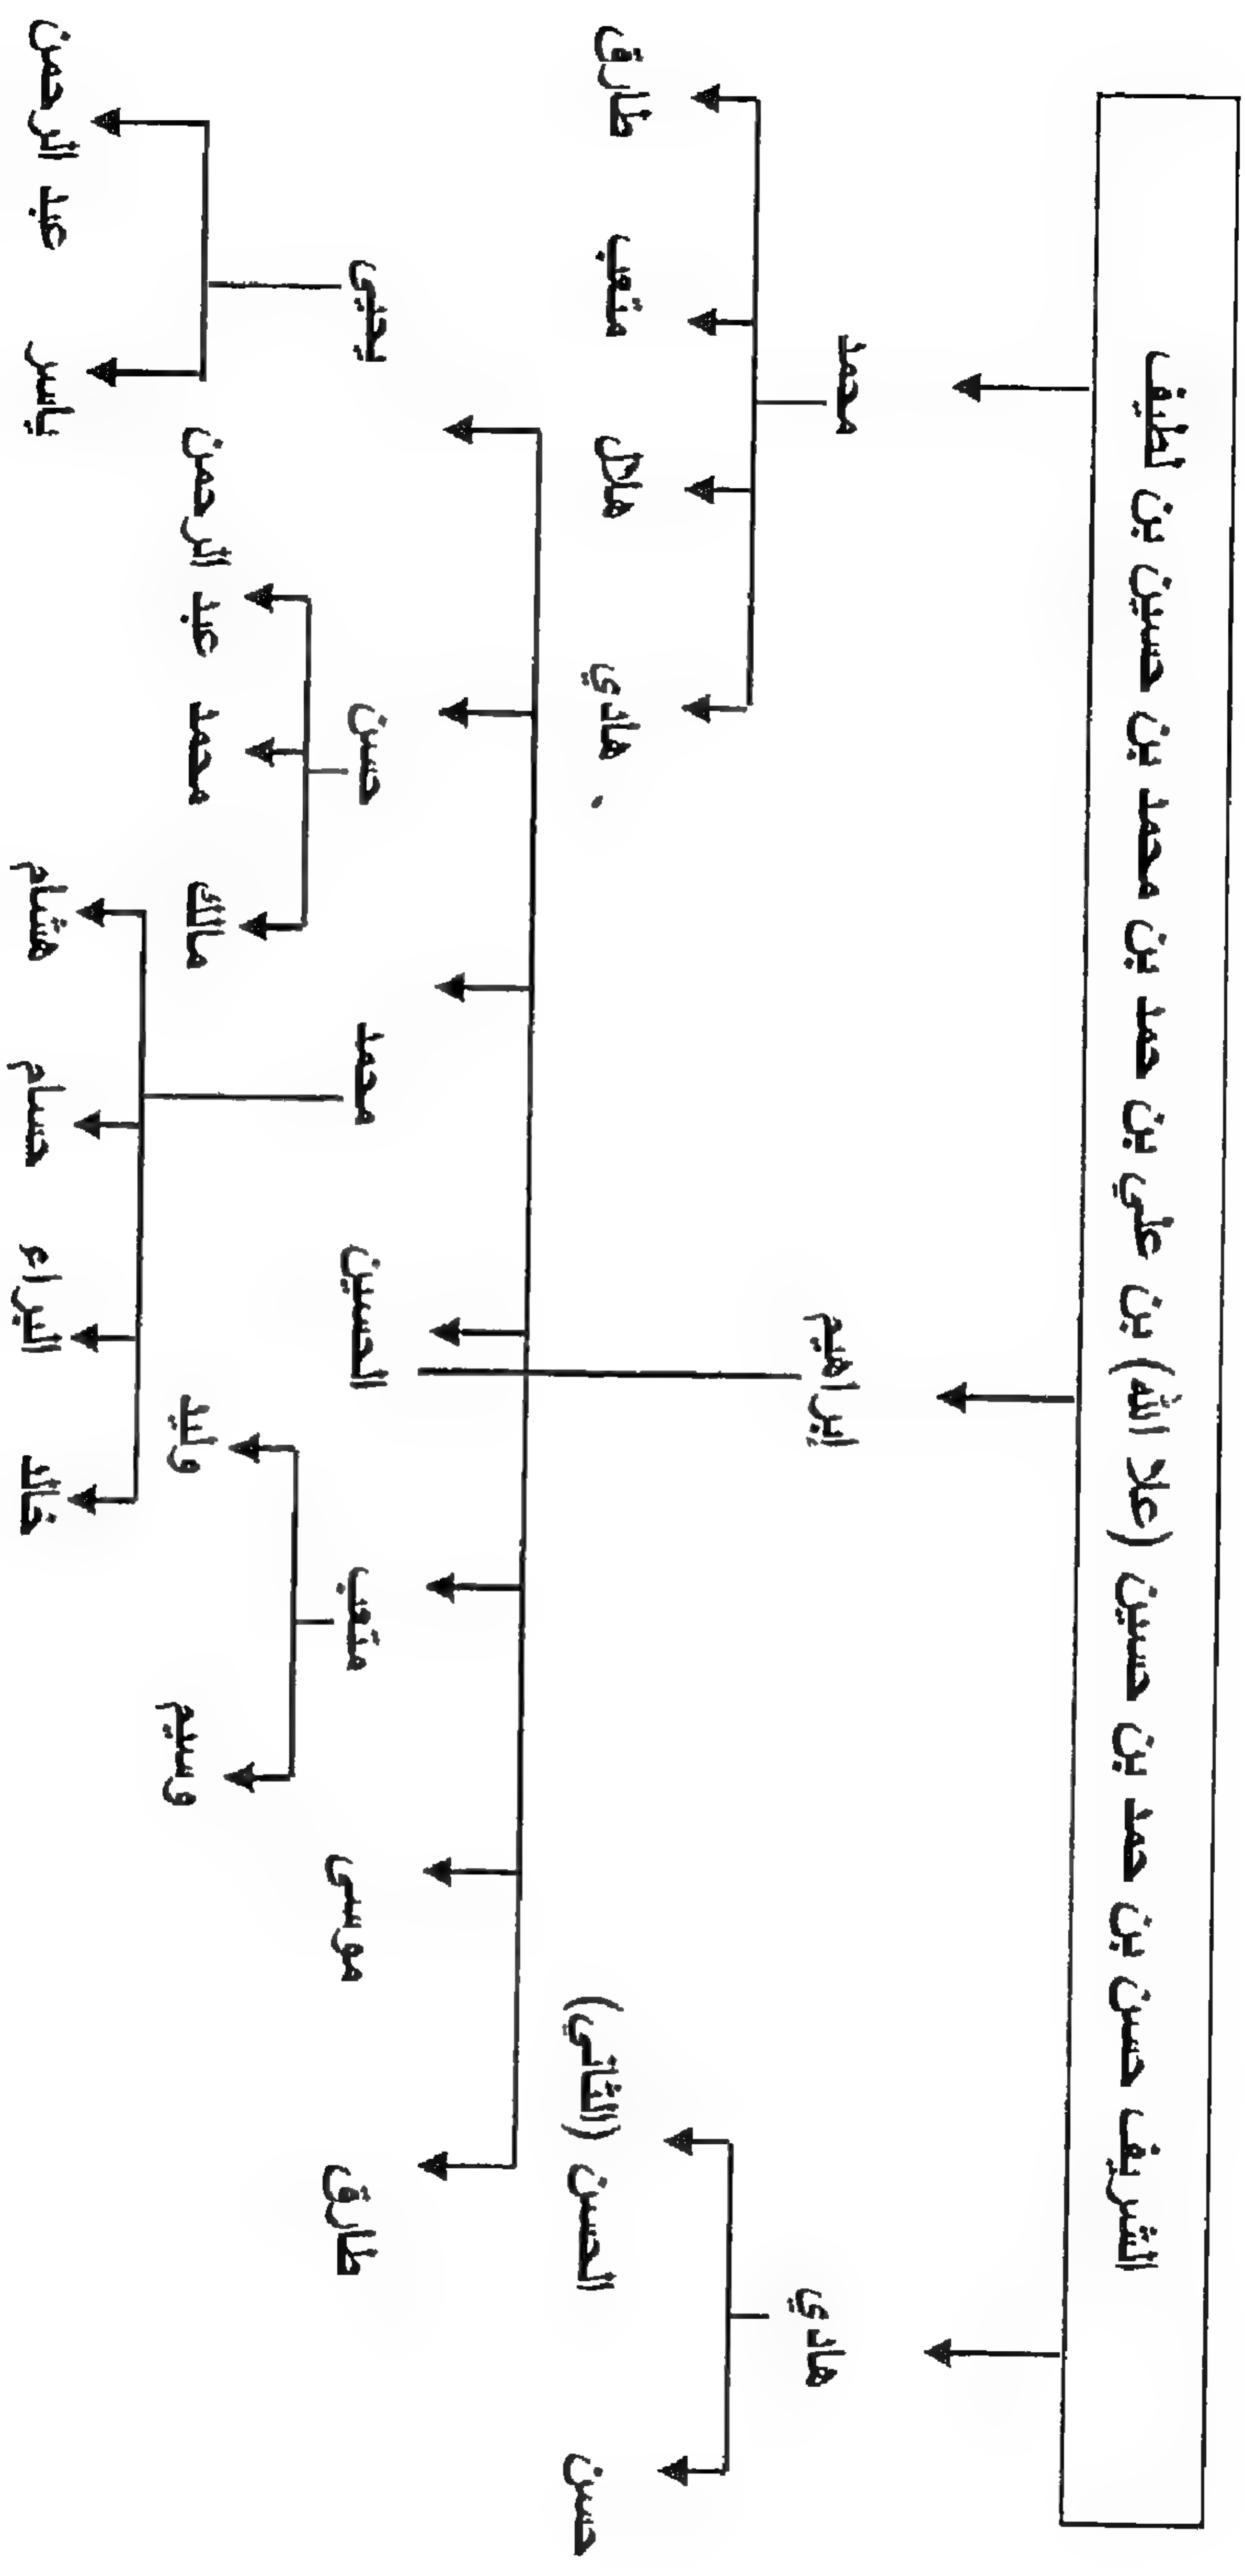 الشريف حسن بن حمد بن حسين (علا الله) بن علي بن حمد بن محمد بن حسين بن لطيف
هادي
إبراهيم
محمد
حسن
الحسن (الثاني)
هادي
هلال
متعب
طارق
طارق
موسى
متعب
الحسين
محمد
حسن
يحيى
وسيم
وليد
مالك
محمد
عبد الرحمن
خالد
البراء
حسام
هشام
ياسر
عبد الرحمن